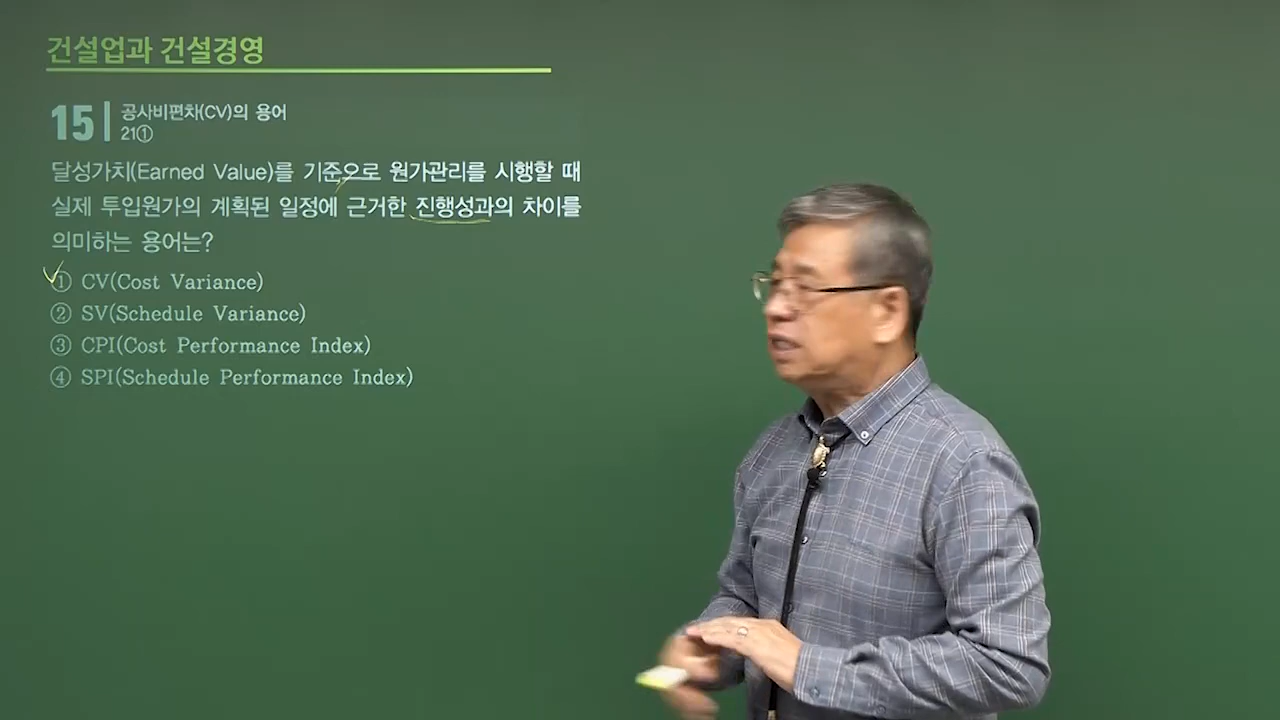 건설업과 건설경영
15 공사비편차(CV)의 용어
21①
달성가치(Earned Value)를 기준으로 원가관리를 시행할 때
실제 투입원가의 계획된 일정에 근거한 진행성과의 차이를
의미하는 용어는?
① CV(Cost Variance)
② SV(Schedule Variance)
③ CPI(Cost Performance Index)
④ SPI(Schedule Performance Index)